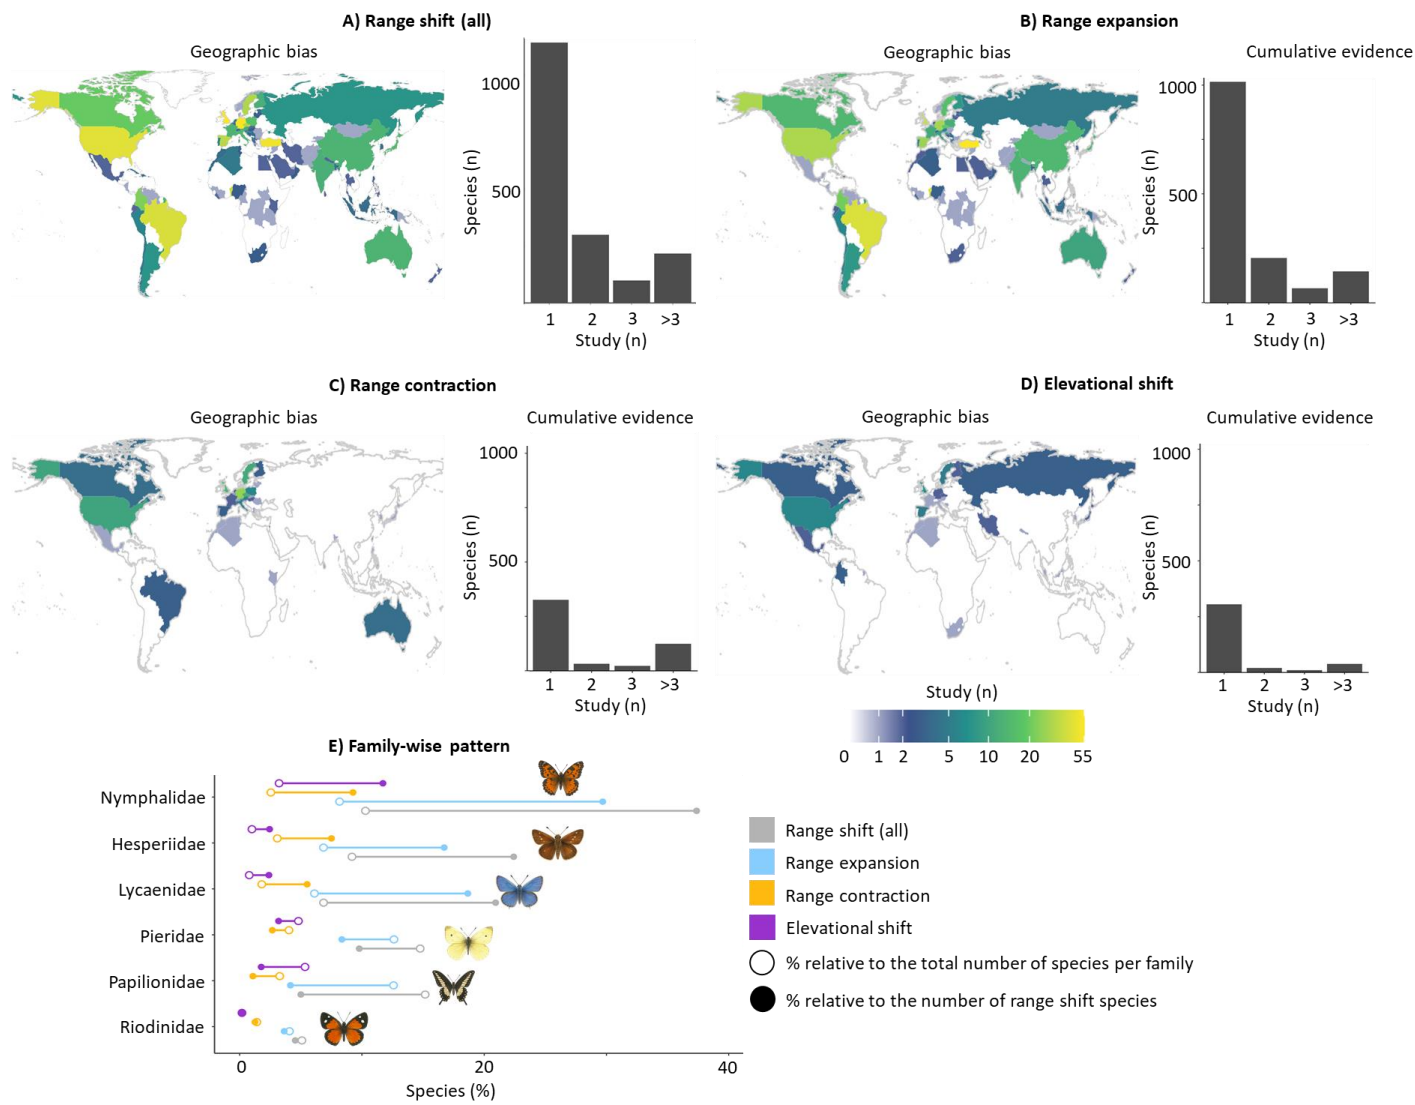 A) Range shift (all)
Geographic bias
Species (n)
1000
500
1 2 3 >3
Study (n)
B) Range expansion
Geographic bias
Cumulative evidence
Species (n)
1000
500
1 2 3 >3
Study (n)
C) Range contraction
Geographic bias
Cumulative evidence
Species (n)
1000
500
1 2 3 >3
Study (n)
D) Elevational shift
Geographic bias
Cumulative evidence
Species (n)
1000
500
1 2 3 >3
Study (n)
Study (n)
0 1 2 5 10 20 55
E) Family-wise pattern
Nymphalidae
Hesperiidae
Lycaenidae
Pieridae
Papilionidae
Riodinidae
0 20 40
Species (%)
Range shift (all)
Range expansion
Range contraction
Elevational shift
% relative to the total number of species per family
% relative to the number of range shift species